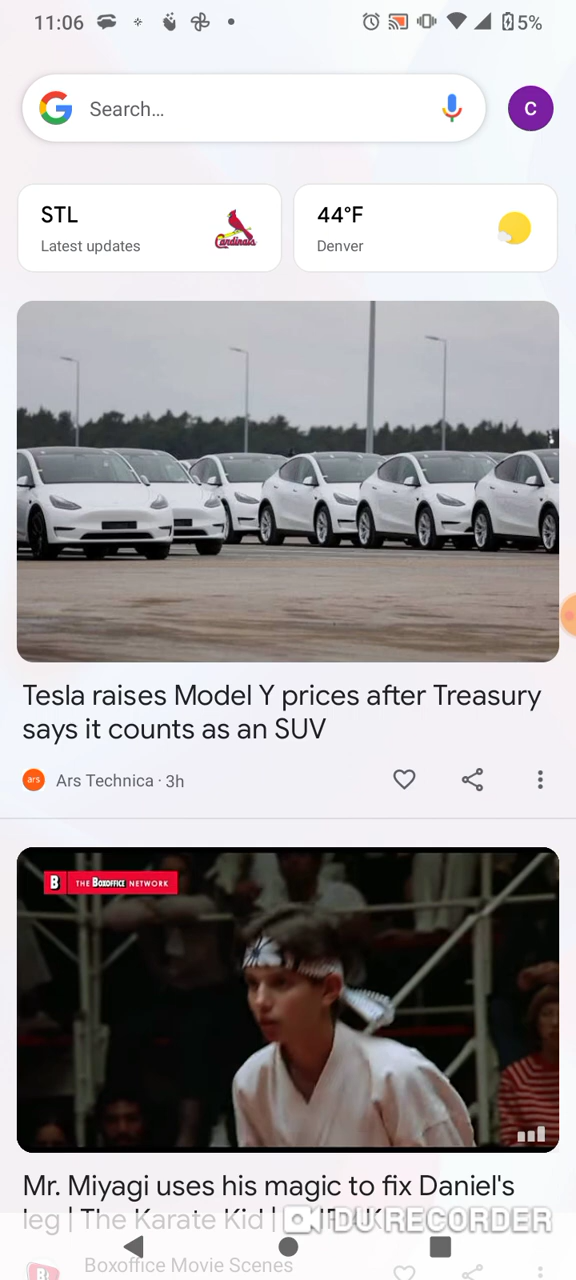 11:06
5%
Search...
C
STL
Latest updates
Cardinals
44°F
Denver
Tesla raises Model Y prices after Treasury
says it counts as an SUV
ars
Ars Technica · 3h
B THE BOXOFFICE NETWORK
Mr. Miyagi uses his magic to fix Daniel's
leg | The Karate Kid |
DU RECORDER
B
Boxoffice Movie Scenes